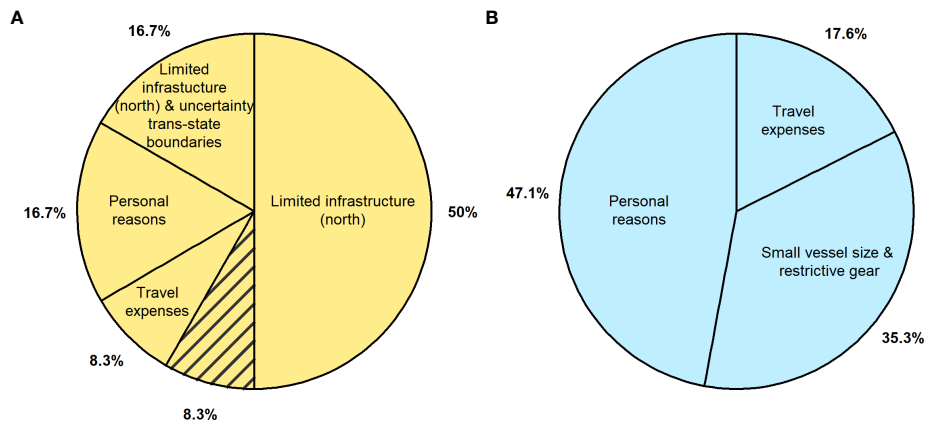 A
16.7%
Limited
infrastucture
(north) & uncertainty
trans-state
boundaries
16.7%
Personal
reasons
Limited infrastructure
(north)
50%
Travel
expenses
8.3%
8.3%
B
17.6%
Travel
expenses
47.1%
Personal
reasons
Small vessel size &
restrictive gear
35.3%